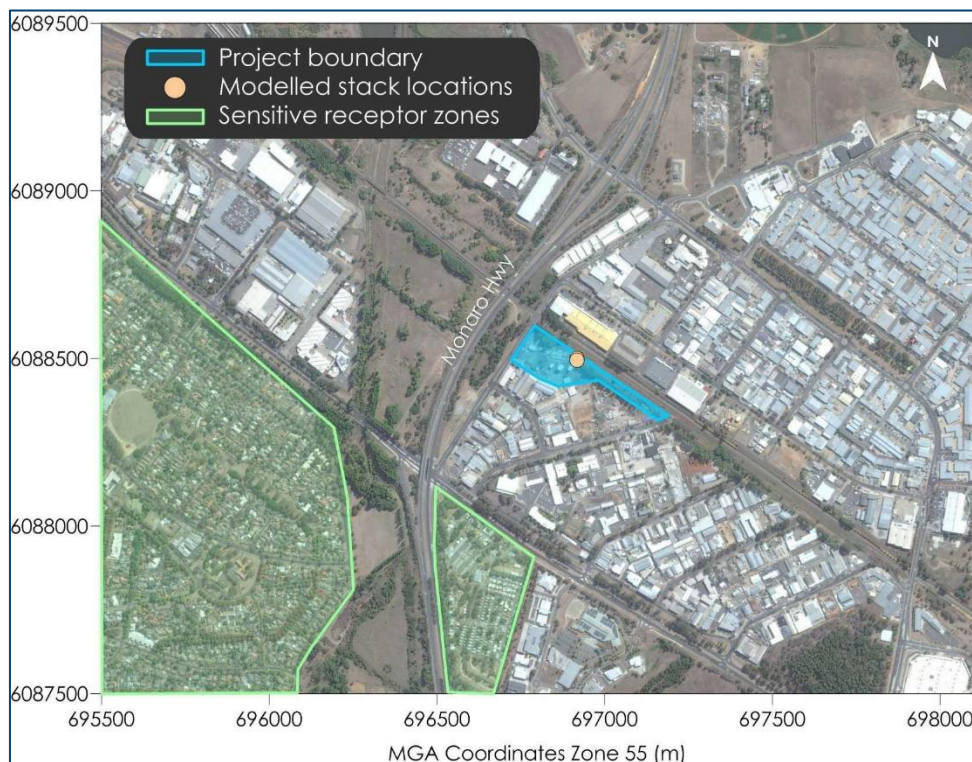 Project boundary
Modelled stack locations
Sensitive receptor zones
N
Monaro Hwy
6089500
6089000
6088500
6088000
6087500
695500 696000 696500 697000 697500 698000
MGA Coordinates Zone 55 (m)